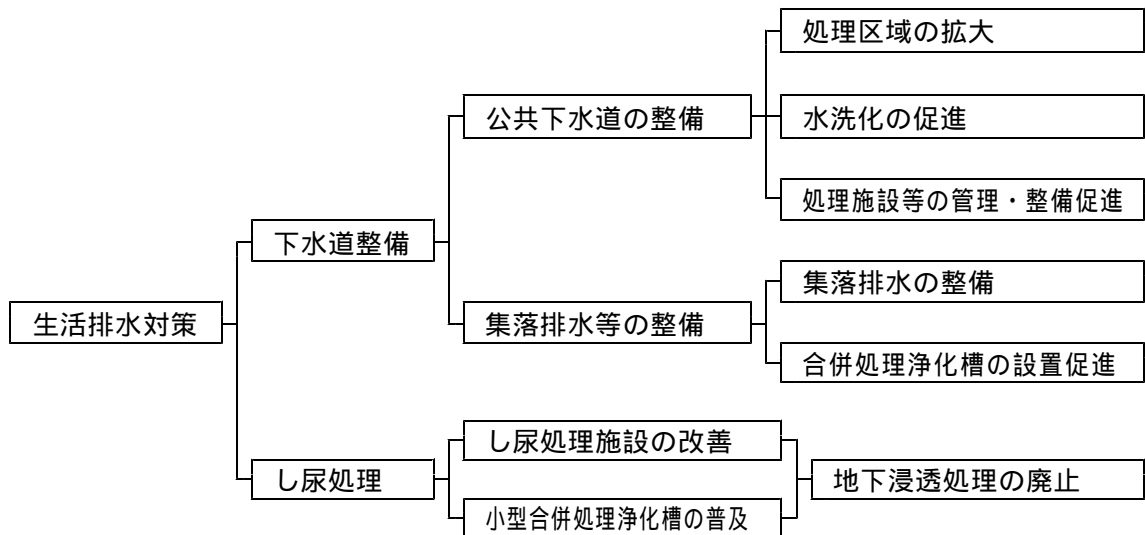 処理区域の拡大
公共下水道の整備
水洗化の促進
処理施設等の管理・整備促進
下水道整備
集落排水の整備
生活排水対策
集落排水等の整備
合併処理浄化槽の設置促進
し尿処理施設の改善
し尿処理
地下浸透処理の廃止
小型合併処理浄化槽の普及